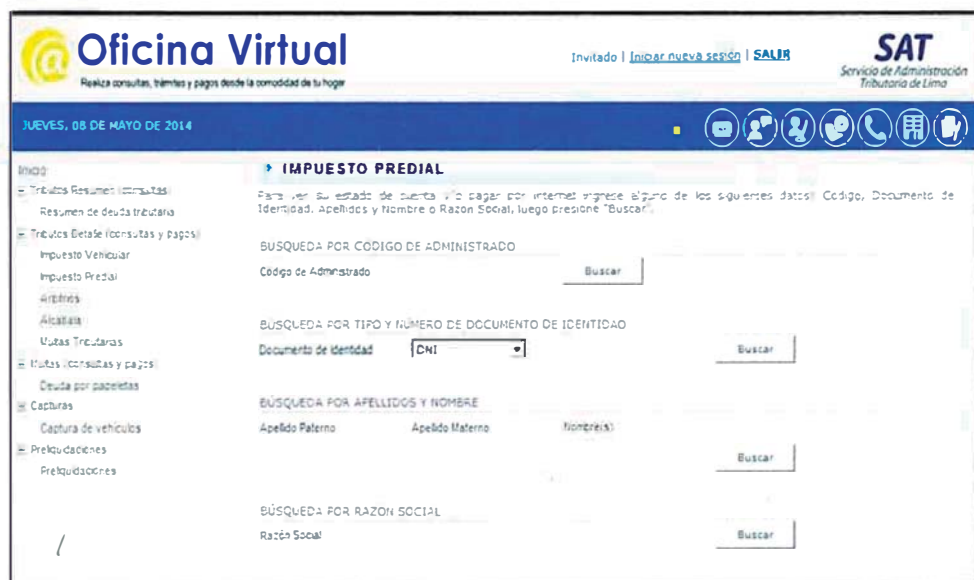 @ Oficina Virtual
Realiza consultas, trámites y pagos desde la comodidad de tu hogar
Invitado | Iniciar nueva sesión | SALIR
SAT
Servicio de Administración
Tributaria de Lima
JUEVES, 08 DE MAYO DE 2014
Inicio
Tributos Resumen (consultas)
Resumen de deuda tributaria
Tributos Detalle (consultas y pagos)
Impuesto Vehicular
Impuesto Predial
Arbitrios
Alcabala
Multas Tributarias
Multas (consultas y pagos)
Deuda por papeletas
Capturas
Captura de vehículos
Preliquidaciones
Preliquidaciones
IMPUESTO PREDIAL
Para ver su estado de cuenta y/o pagar por internet ingrese alguno de los siguientes datos: Código, Documento de
Identidad, Apellidos y Nombre o Razón Social, luego presione "Buscar".
BÚSQUEDA POR CÓDIGO DE ADMINISTRADO
Código de Administrado
Buscar
BÚSQUEDA POR TIPO Y NÚMERO DE DOCUMENTO DE IDENTIDAD
Documento de Identidad
DNI
Buscar
BÚSQUEDA POR APELLIDOS Y NOMBRE
Apellido Paterno
Apellido Materno
Nombre(s)
Buscar
BÚSQUEDA POR RAZON SOCIAL
Razón Social
Buscar